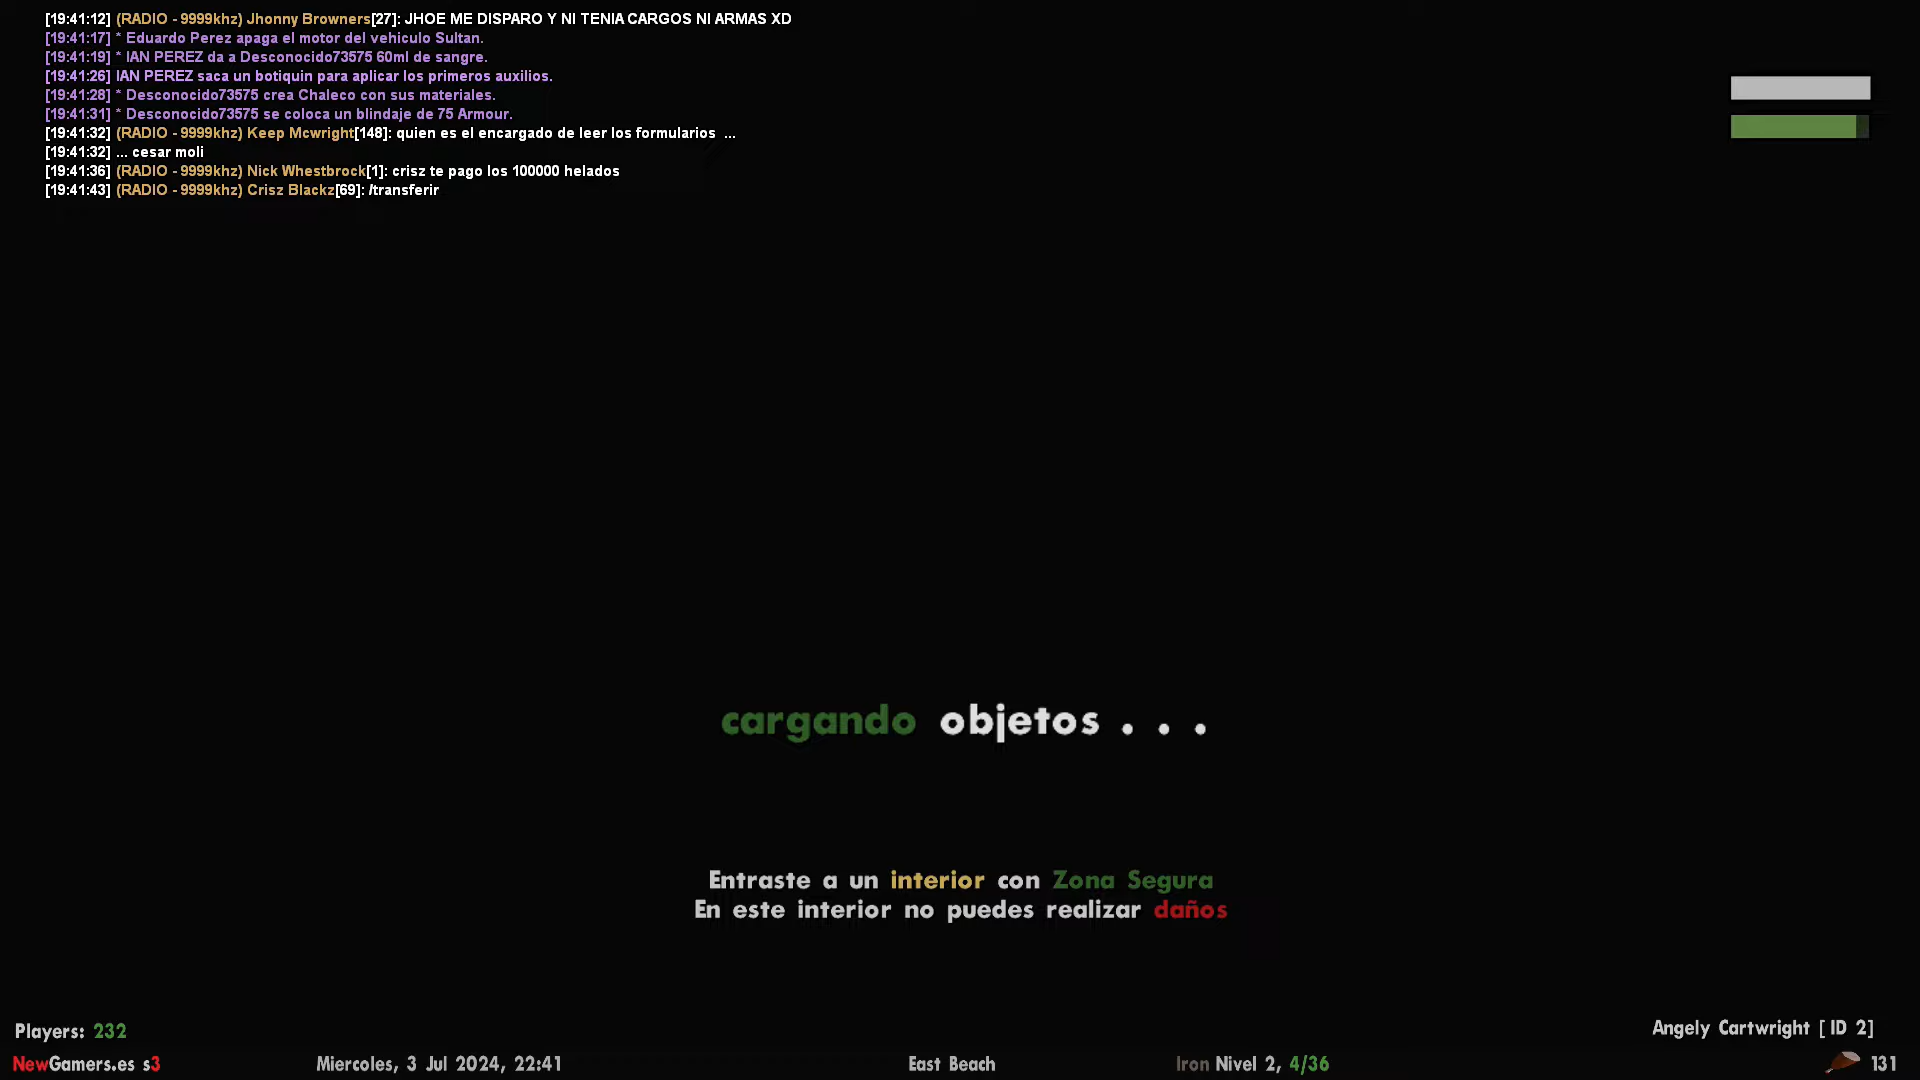 [19:41:12] (RADIO - 9999khz) Jhonny Browners[27]: JHOE ME DISPARO Y NI TENIA CARGOS NI ARMAS XD
[19:41:17] * Eduardo Perez apaga el motor del vehiculo Sultan.
[19:41:19] * IAN PEREZ da a Desconocido73575 60ml de sangre.
[19:41:26] IAN PEREZ saca un botiquin para aplicar los primeros auxilios.
[19:41:28] * Desconocido73575 crea Chaleco con sus materiales.
[19:41:31] * Desconocido73575 se coloca un blindaje de 75 Armour.
[19:41:32] (RADIO - 9999khz) Keep Mcwright[148]: quien es el encargado de leer los formularios ...
[19:41:32] ... cesar moli
[19:41:36] (RADIO - 9999khz) Nick Whestbrock[1]: crisz te pago los 100000 helados
[19:41:43] (RADIO - 9999khz) Crisz Blackz[69]: /transferir
cargando objetos . . .
Entraste a un interior con Zona Segura
En este interior no puedes realizar daños
Players: 232
Angely Cartwright [ ID 2]
NewGamers.es s3
Miercoles, 3 Jul 2024, 22:41
East Beach
Iron Nivel 2, 4/36
131